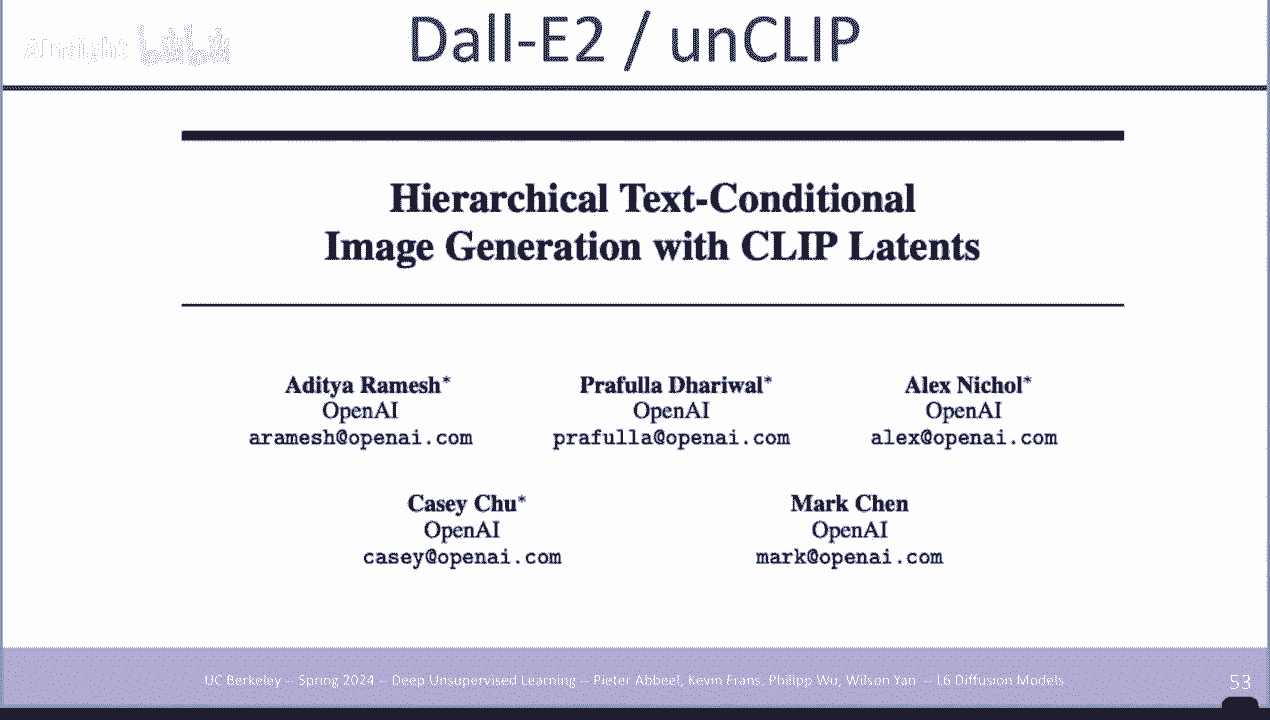 Dall-E2 / unCLIP
Hierarchical Text-Conditional
Image Generation with CLIP Latents
Aditya Ramesh* Prafulla Dhariwal* Alex Nichol*
OpenAI OpenAI OpenAI
aramesh@openai.com prafulla@openai.com alex@openai.com
Casey Chu* Mark Chen
OpenAI OpenAI
casey@openai.com mark@openai.com
UC Berkeley -- Spring 2024 -- Deep Unsupervised Learning -- Pieter Abbeel, Kevin Frans, Philipp Wu, Wilson Yan -- L6 Diffusion Models
53